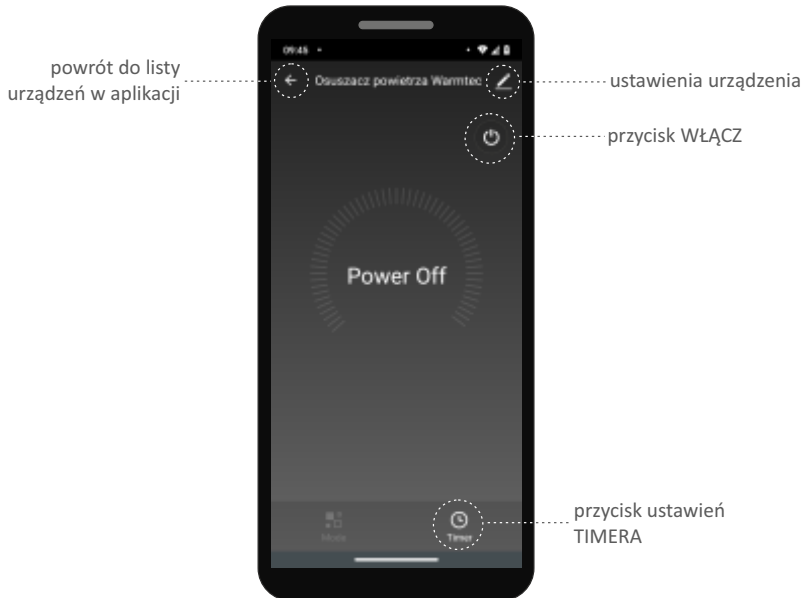 09:45
powrót do listy
urządzeń w aplikacji
Osuszacz powietrza Warmtec
ustawienia urządzenia
przycisk WŁĄCZ
Power Off
Mode
Timer
przycisk ustawień
TIMERA